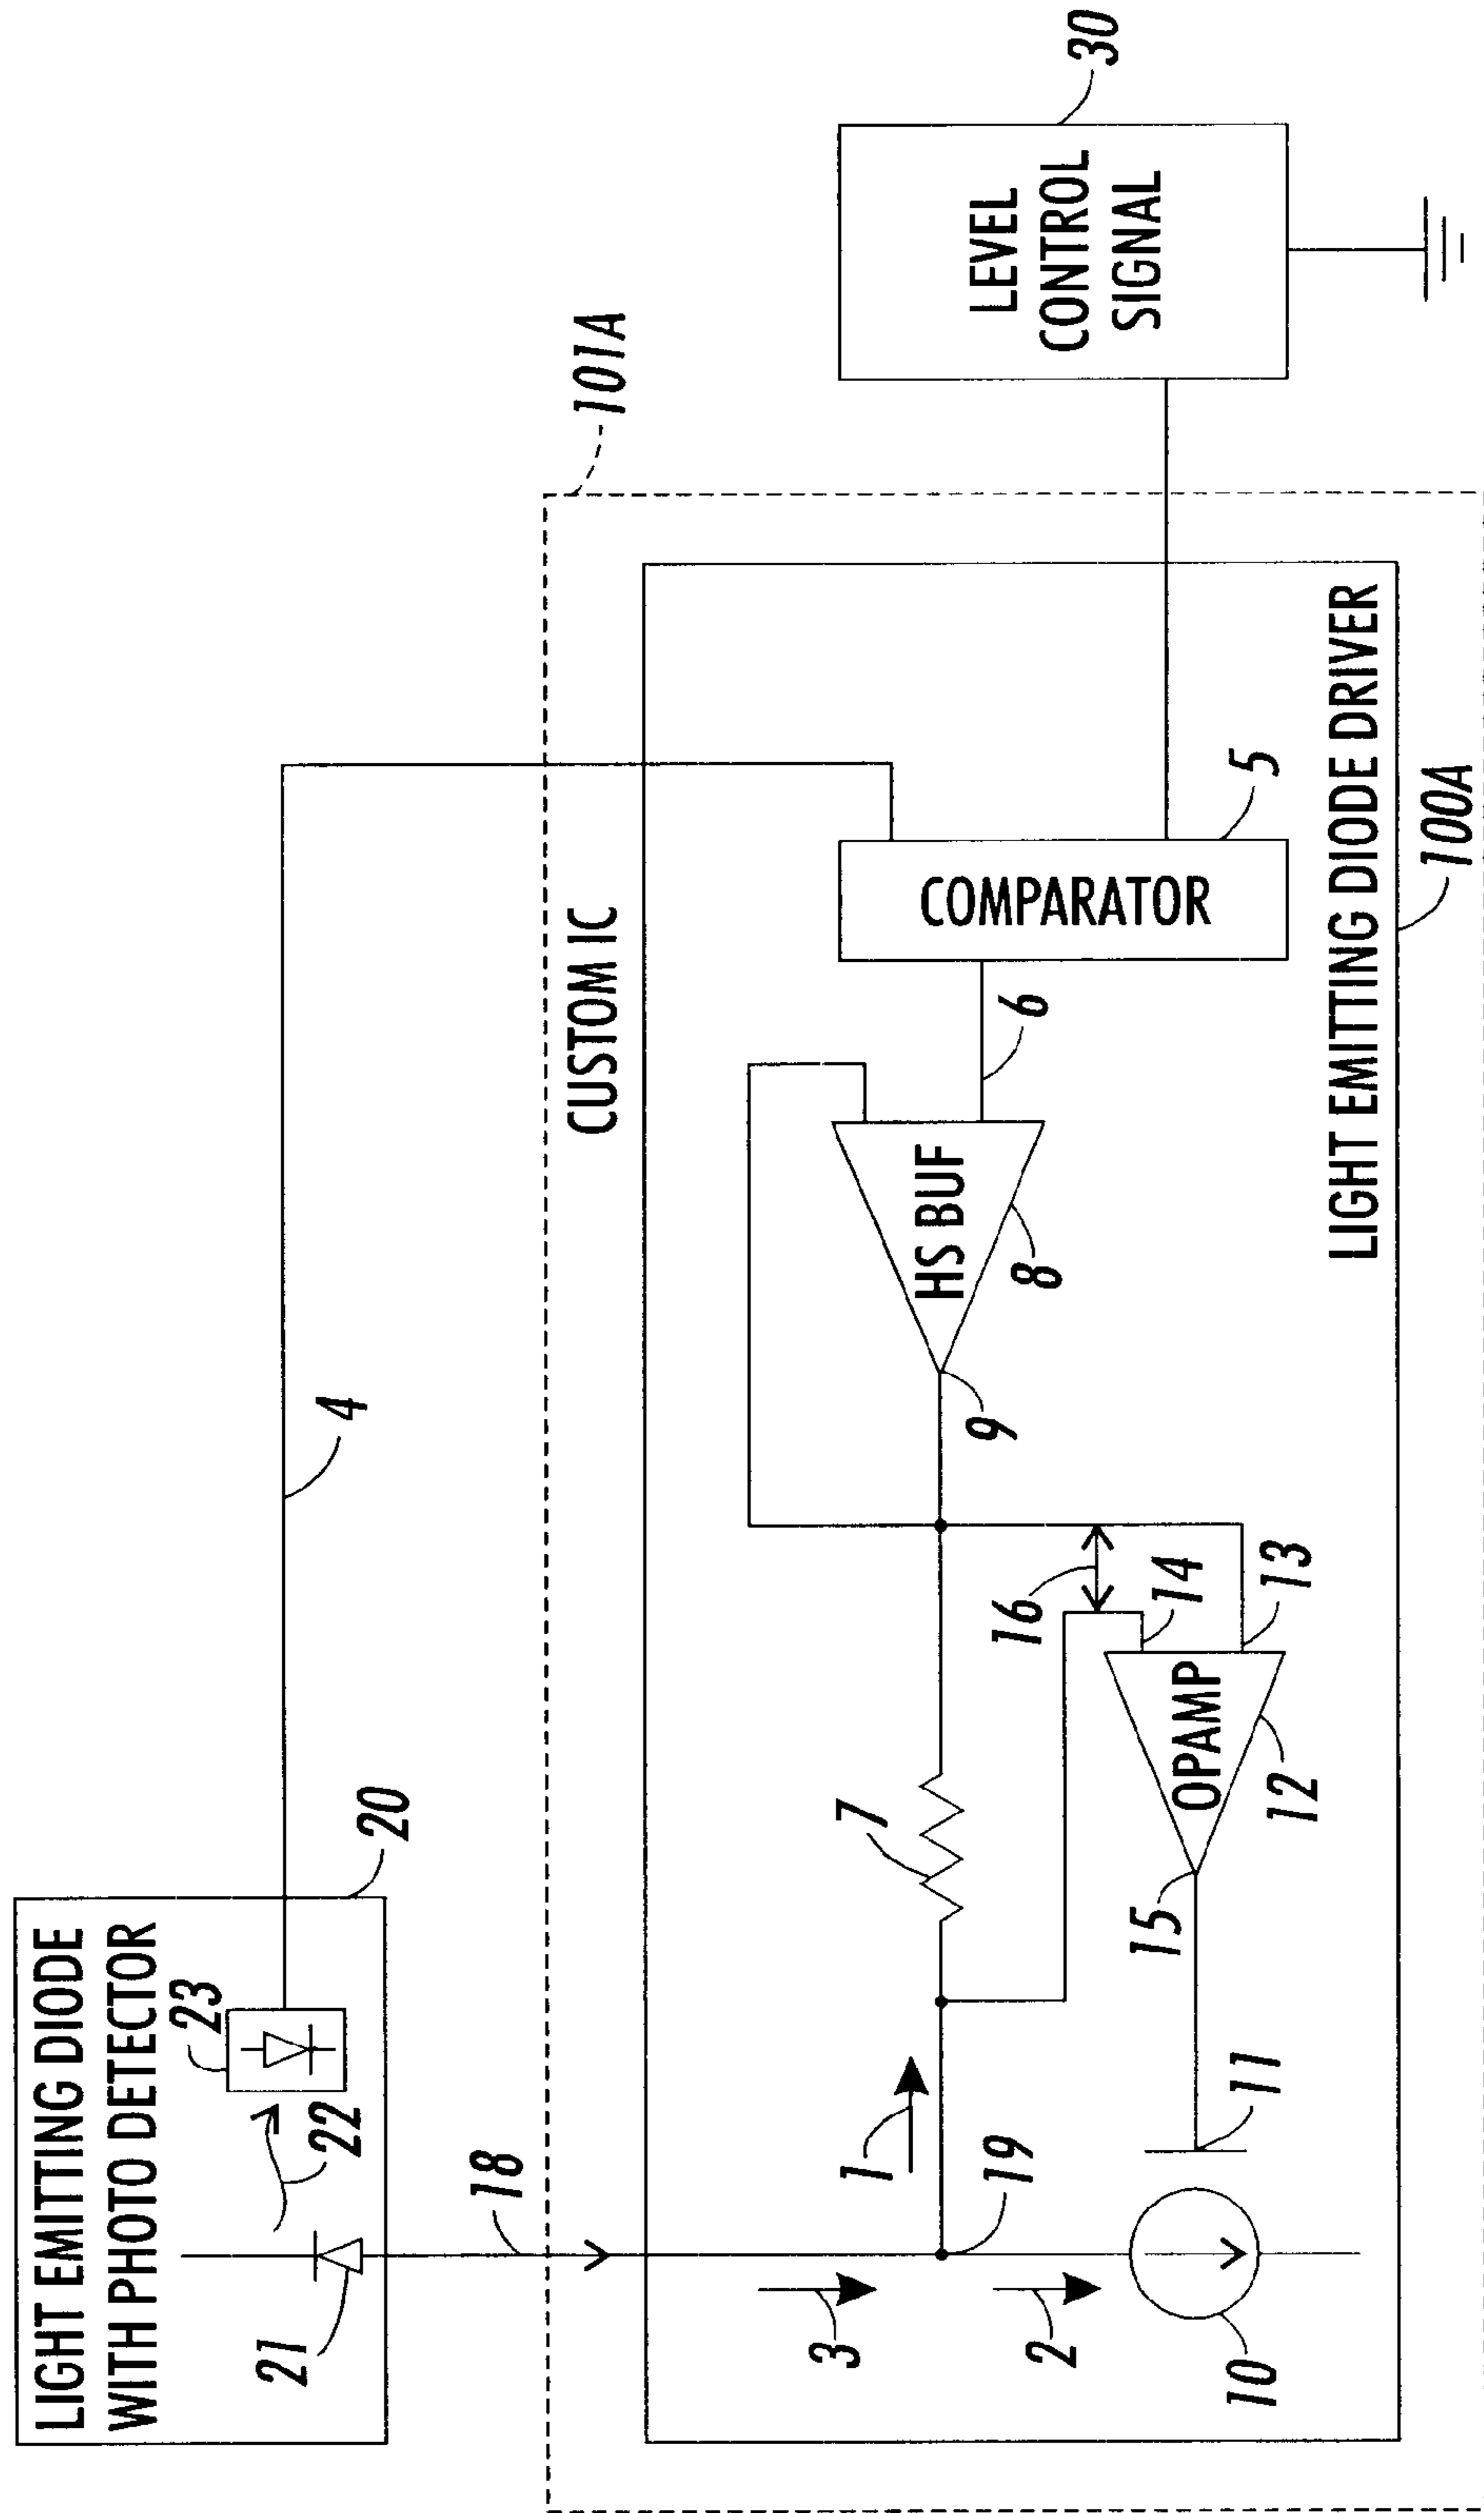 LIGHT EMITTING DIODE
WITH PHOTO DETECTOR
21
22
23
20
18
4
CUSTOM IC
101A
3
1
7
2
19
10
11
15
OPAMP
12
16
14
13
9
HS BUF
8
6
COMPARATOR
5
LEVEL
CONTROL
SIGNAL
30
LIGHT EMITTING DIODE DRIVER
100A